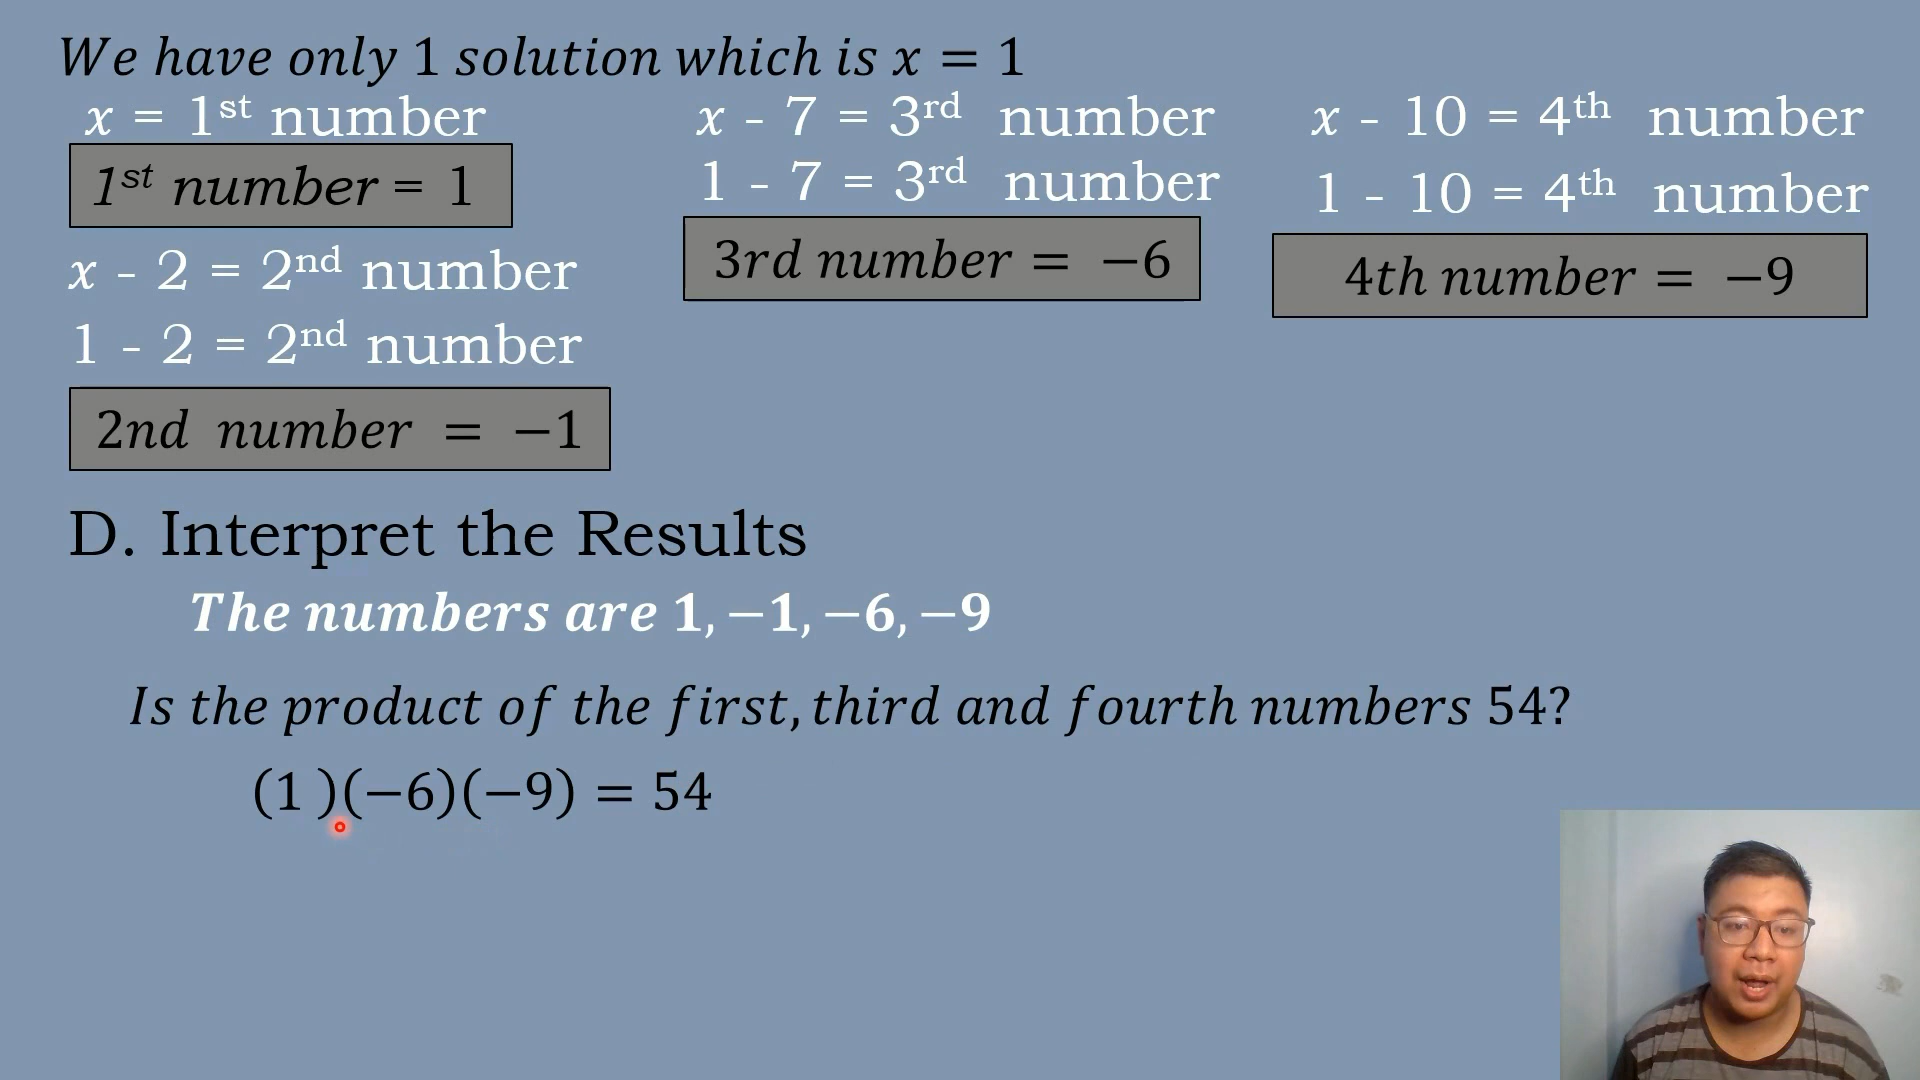 We have only 1 solution which is x = 1
x = 1st number
1st number = 1
x - 2 = 2nd number
1 - 2 = 2nd number
2nd number = −1
x - 7 = 3rd number
1 - 7 = 3rd number
3rd number = −6
x - 10 = 4th number
1 - 10 = 4th number
4th number = −9
D. Interpret the Results
The numbers are 1, −1, −6, −9
Is the product of the first, third and fourth numbers 54?
(1 )(−6)(−9) = 54